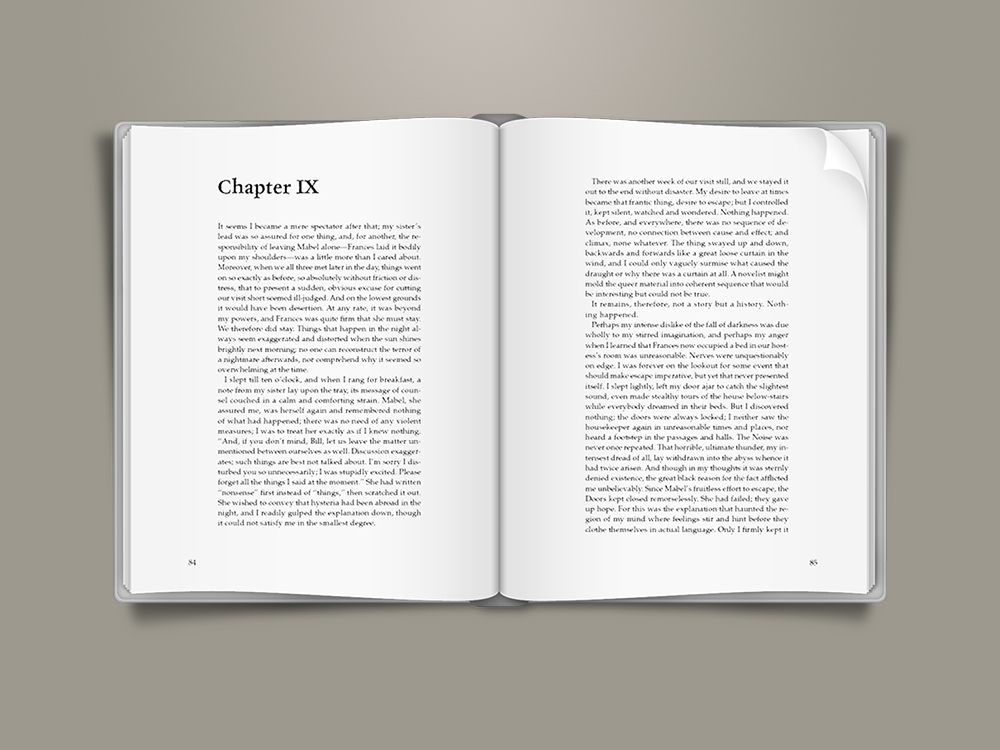 Chapter IX
It seems I became a mere spectator after that; my sister's
lead was so assured for one thing, and, for another, the re-
sponsibility of leaving Mabel alone—Frances laid it bodily
upon my shoulders—was a little more than I cared about.
Moreover, when we all three met later in the day, things went
on so exactly as before, so absolutely without friction or dis-
tress, that to present a sudden, obvious excuse for cutting
our visit short seemed ill-judged. And on the lowest grounds
it would have been desertion. At any rate, it was beyond
my powers, and Frances was quite firm that she must stay.
We therefore did stay. Things that happen in the night al-
ways seem exaggerated and distorted when the sun shines
brightly next morning; no one can reconstruct the terror of
a nightmare afterwards, nor comprehend why it seemed so
overwhelming at the time.
I slept till ten o'clock, and when I rang for breakfast, a
note from my sister lay upon the tray, its message of coun-
sel couched in a calm and comforting strain. Mabel, she
assured me, was herself again and remembered nothing
of what had happened; there was no need of any violent
measures; I was to treat her exactly as if I knew nothing.
"And, if you don't mind, Bill, let us leave the matter un-
mentioned between ourselves as well. Discussion exagger-
ates; such things are best not talked about. I'm sorry I dis-
turbed you so unnecessarily; I was stupidly excited. Please
forget all the things I said at the moment." She had written
"nonsense" first instead of "things," then scratched it out.
She wished to convey that hysteria had been abroad in the
night, and I readily gulped the explanation down, though
it could not satisfy me in the smallest degree.
84
There was another week of our visit still, and we stayed it
out to the end without disaster. My desire to leave at times
became that frantic thing, desire to escape; but I controlled
it, kept silent, watched and wondered. Nothing happened.
As before, and everywhere, there was no sequence of de-
velopment, no connection between cause and effect; and
climax, none whatever. The thing swayed up and down,
backwards and forwards like a great loose curtain in the
wind, and I could only vaguely surmise what caused the
draught or why there was a curtain at all. A novelist might
mold the queer material into coherent sequence that would
be interesting but could not be true.
It remains, therefore, not a story but a history. Noth-
ing happened.
Perhaps my intense dislike of the fall of darkness was due
wholly to my stirred imagination, and perhaps my anger
when I learned that Frances now occupied a bed in our host-
ess's room was unreasonable. Nerves were unquestionably
on edge. I was forever on the lookout for some event that
should make escape imperative, but yet that never presented
itself. I slept lightly, left my door ajar to catch the slightest
sound, even made stealthy tours of the house below-stairs
while everybody dreamed in their beds. But I discovered
nothing; the doors were always locked; I neither saw the
housekeeper again in unreasonable times and places, nor
heard a footstep in the passages and halls. The Noise was
never once repeated. That horrible, ultimate thunder, my in-
tensest dread of all, lay withdrawn into the abyss whence it
had twice arisen. And though in my thoughts it was sternly
denied existence, the great black reason for the fact afflicted
me unbelievably. Since Mabel's fruitless effort to escape, the
Doors kept closed remorselessly. She had failed; they gave
up hope. For this was the explanation that haunted the re-
gion of my mind where feelings stir and hint before they
clothe themselves in actual language. Only I firmly kept it
85